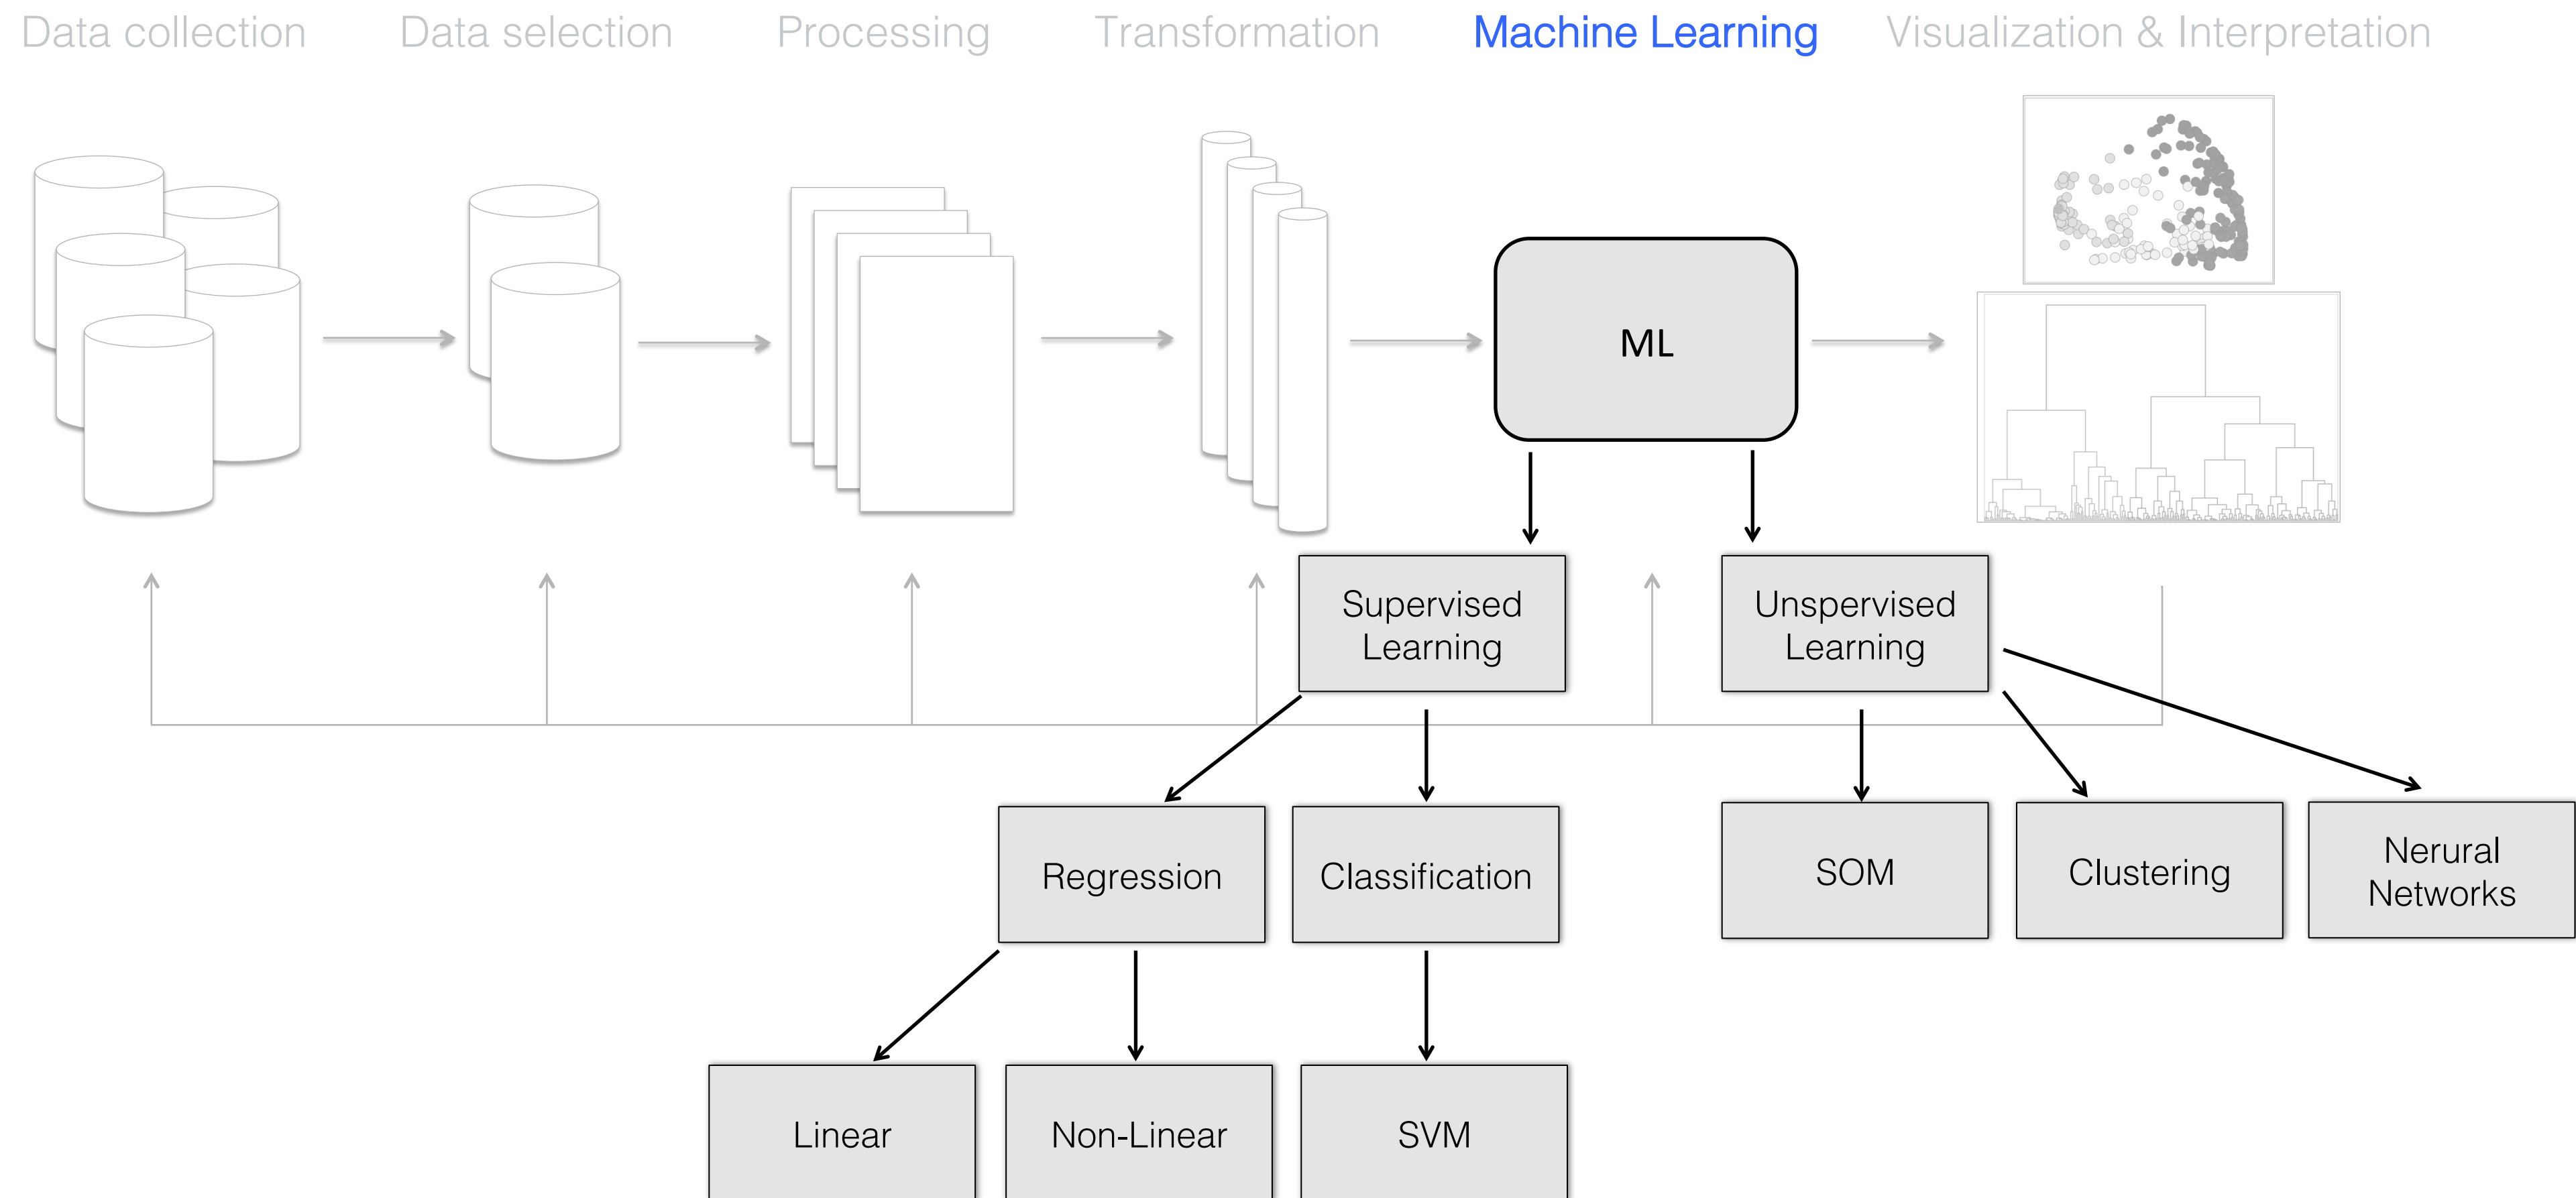 Data collection
Data selection
Processing
Transformation
Machine Learning
Visualization & Interpretation
ML
Supervised
Learning
Unspervised
Learning
Regression
Classification
SOM
Clustering
Nerural
Networks
Linear
Non-Linear
SVM